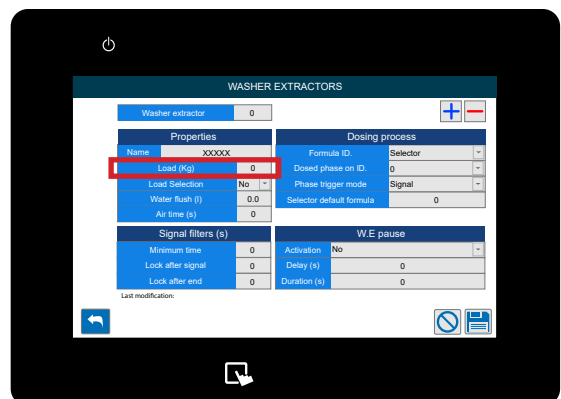 WASHER EXTRACTORS
Washer extractor 0
Properties
Name XXXXX
Load (Kg) 0
Load Selection No
Water flush (l) 0.0
Air time (s) 0
Dosing process
Formula ID. Selector
Dosed phase on ID. 0
Phase trigger mode Signal
Selector default formula 0
Signal filters (s)
Minimum time 0
Lock after signal 0
Lock after end 0
W.E pause
Activation No
Delay (s) 0
Duration (s) 0
Last modification: